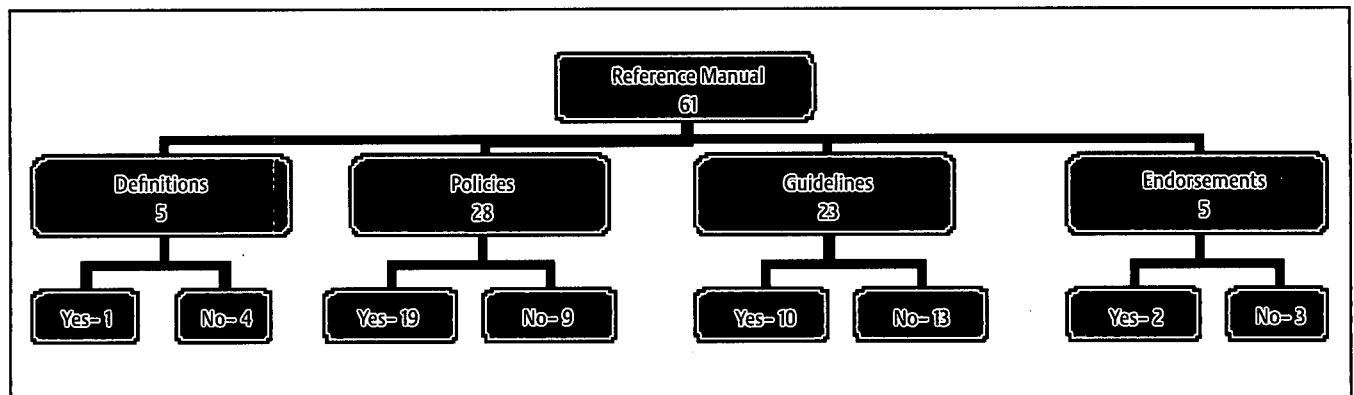 Reference Manual
61
Definitions
5
Policies
28
Guidelines
23
Endorsements
5
Yes– 1
No– 4
Yes– 19
No– 9
Yes– 10
No– 13
Yes– 2
No– 3